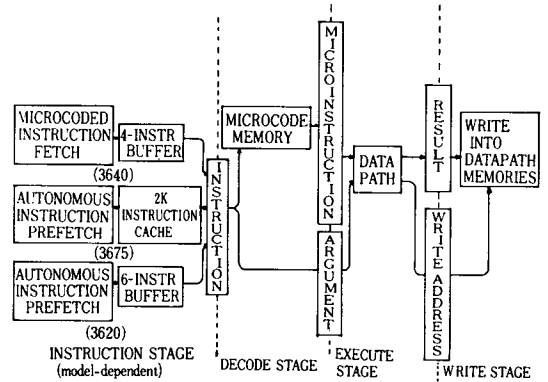 MICROCODED
INSTRUCTION
FETCH
4-INSTR
BUFFER
(3640)
AUTONOMOUS
INSTRUCTION
PREFETCH
2K
INSTRUCTION
CACHE
(3675)
AUTONOMOUS
INSTRUCTION
PREFETCH
6-INSTR
BUFFER
(3620)
INSTRUCTION STAGE
(model-dependent)
INSTRUCTION
MICROCODE
MEMORY
DECODE STAGE
MICROINSTRUCTION
ARGUMENT
DATA
PATH
EXECUTE
STAGE
RESULT
WRITE ADDRESS
WRITE
INTO
DATAPATH
MEMORIES
WRITE STAGE